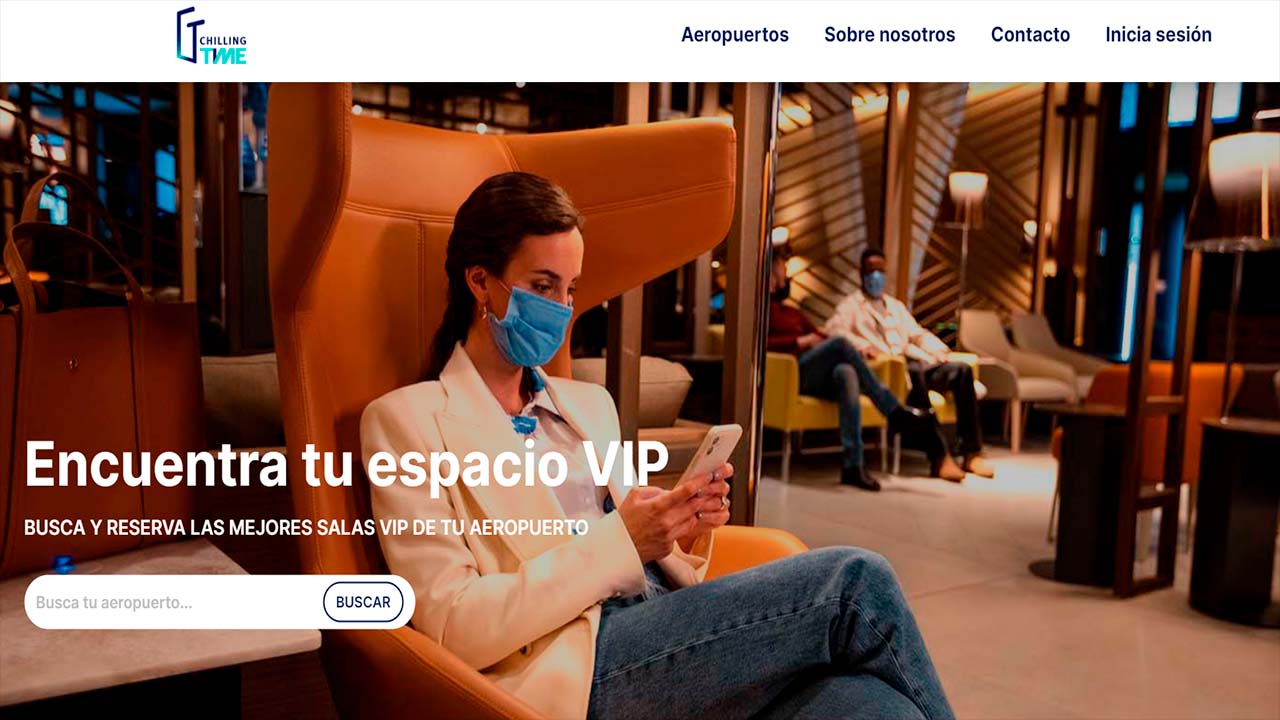 CHILLING
TIME
Aeropuertos
Sobre nosotros
Contacto
Inicia sesión
Encuentra tu espacio VIP
BUSCA Y RESERVA LAS MEJORES SALAS VIP DE TU AEROPUERTO
Busca tu aeropuerto...
BUSCAR